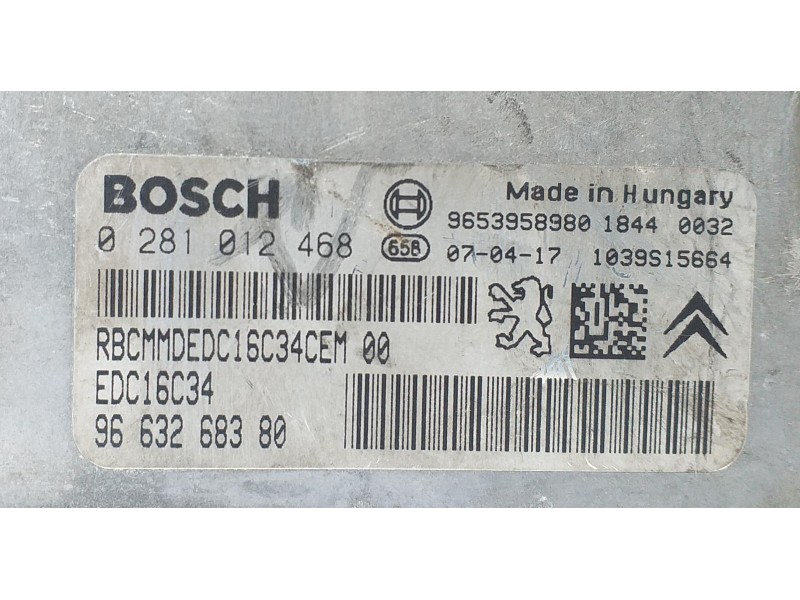 BOSCH
Made in Hungary
9653958980 1844 0032
0 281 012 468
658
07-04-17 1039S15664
RBCMMDEDC16C34CEM 00
EDC16C34
96 632 683 80